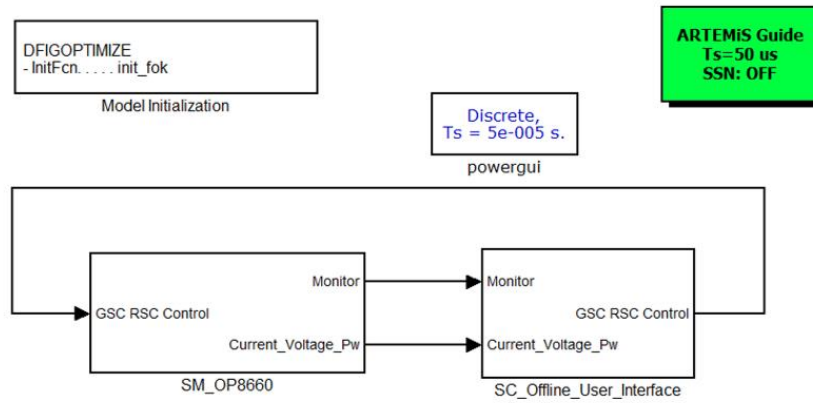 DFIGOPTIMIZE
- InitFcn. . . . . init_fok
Model Initialization
ARTEMiS Guide
Ts=50 us
SSN: OFF
Discrete,
Ts = 5e-005 s.
powergui
GSC RSC Control
Monitor
Current_Voltage_Pw
SM_OP8660
Monitor
Current_Voltage_Pw
GSC RSC Control
SC_Offline_User_Interface